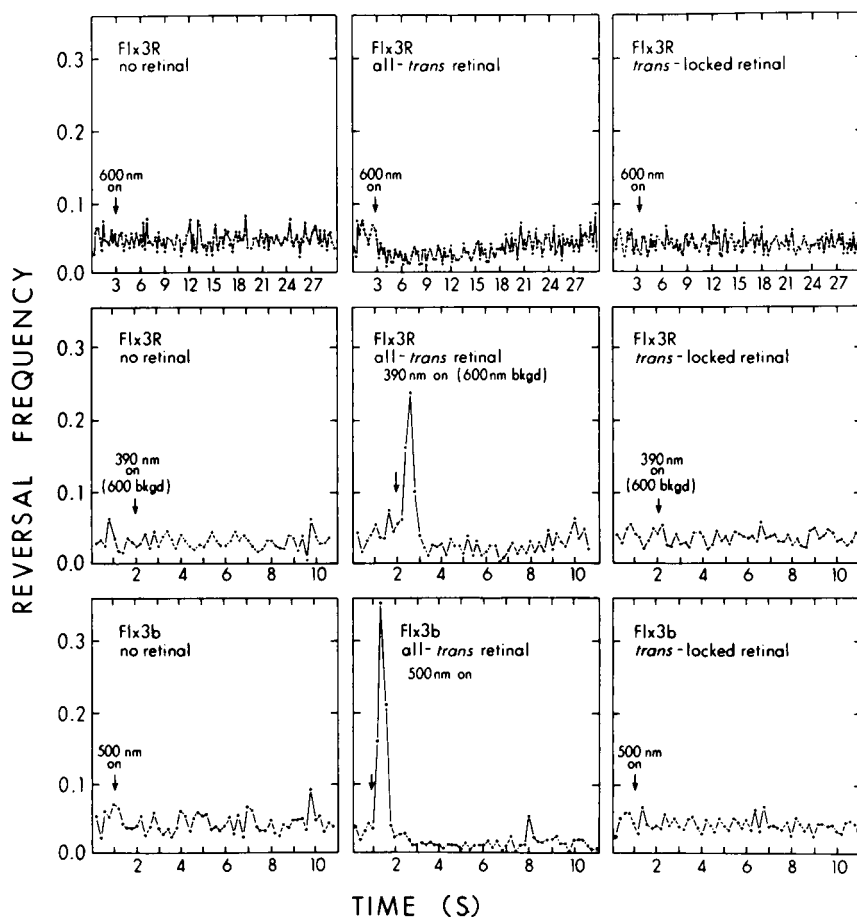 REVERSAL FREQUENCY
0.3
0.2
0.1
0.0
Flx3R
no retinal
600 nm
on
3 6 9 12 15 18 21 24 27
Flx3R
all-trans retinal
600 nm
on
3 6 9 12 15 18 21 24 27
Flx3R
trans-locked retinal
600 nm
on
3 6 9 12 15 18 21 24 27
0.3
0.2
0.1
0.0
Flx3R
no retinal
390 nm
on
(600 bkgd)
2 4 6 8 10
Flx3R
all-trans retinal
390 nm on (600nm bkgd)
2 4 6 8 10
Flx3R
trans-locked retinal
390 nm
on
(600 bkgd)
2 4 6 8 10
0.3
0.2
0.1
0.0
Flx3b
no retinal
500 nm
on
2 4 6 8 10
Flx3b
all-trans retinal
500 nm on
2 4 6 8 10
Flx3b
trans-locked retinal
500 nm
on
2 4 6 8 10
TIME (S)